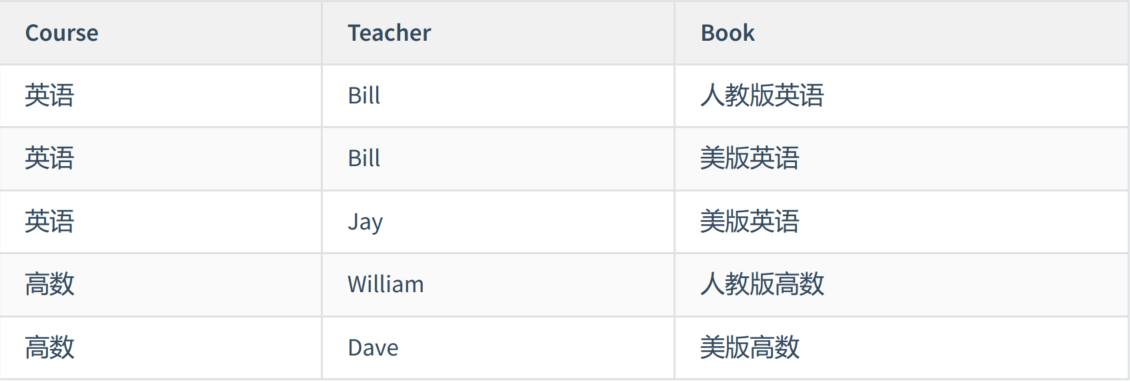 Course Teacher Book
英语 Bill 人教版英语
英语 Bill 美版英语
英语 Jay 美版英语
高数 William 人教版高数
高数 Dave 美版高数